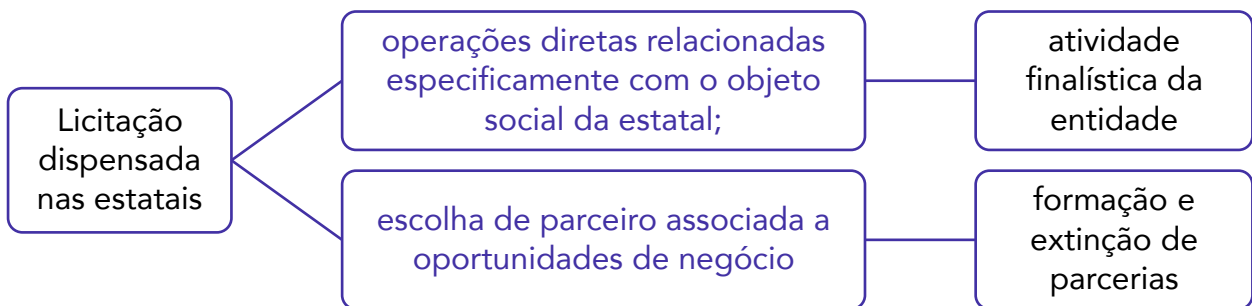 Licitação
dispensada
nas estatais
operações diretas relacionadas
especificamente com o objeto
social da estatal;
atividade
finalística da
entidade
escolha de parceiro associada a
oportunidades de negócio
formação e
extinção de
parcerias